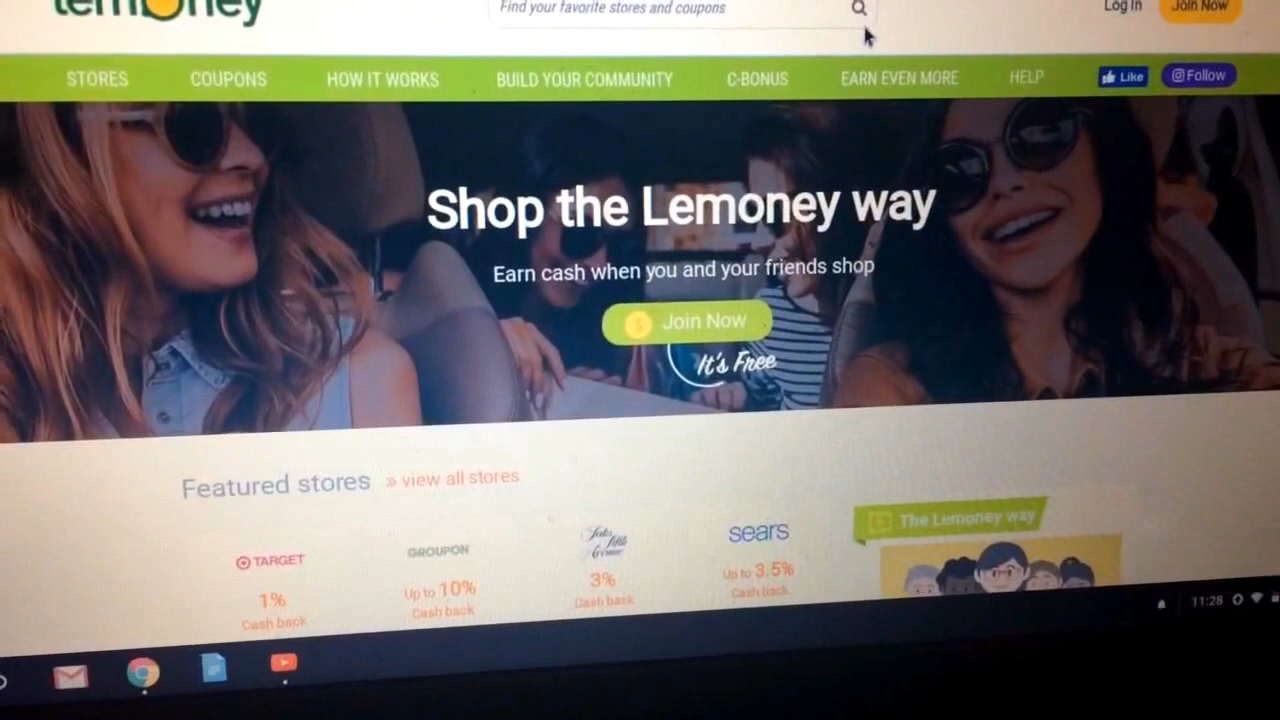 lemoney
Find your favorite stores and coupons
Log In
Join Now
STORES COUPONS HOW IT WORKS BUILD YOUR COMMUNITY C-BONUS EARN EVEN MORE HELP Like Follow
Shop the Lemoney way
Earn cash when you and your friends shop
$ Join Now
It's Free
Featured stores » view all stores
The Lemoney way
TARGET
1%
Cash back
GROUPON
Up to 10%
Cash back
Saks Fifth
Avenue
3%
Cash back
sears
Up to 3.5%
Cash back
11:28